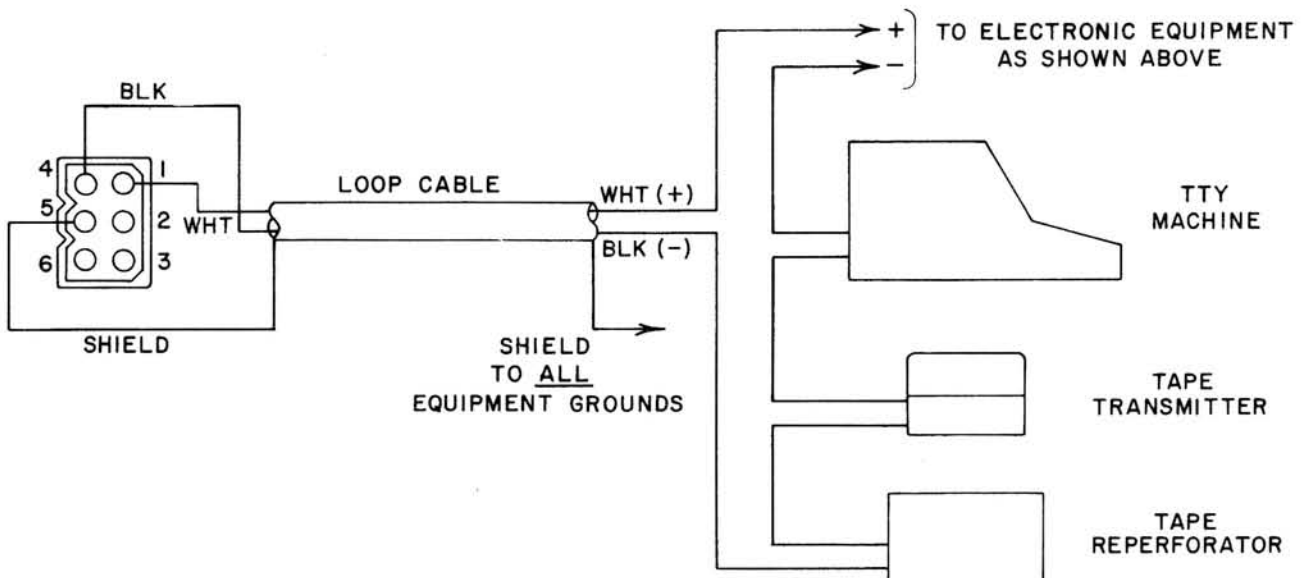 +
TO ELECTRONIC EQUIPMENT
AS SHOWN ABOVE
−
BLK
4
1
5
2
6
3
WHT
SHIELD
LOOP CABLE
WHT (+)
BLK (-)
SHIELD
TO ALL
EQUIPMENT GROUNDS
TTY
MACHINE
TAPE
TRANSMITTER
TAPE
REPERFORATOR